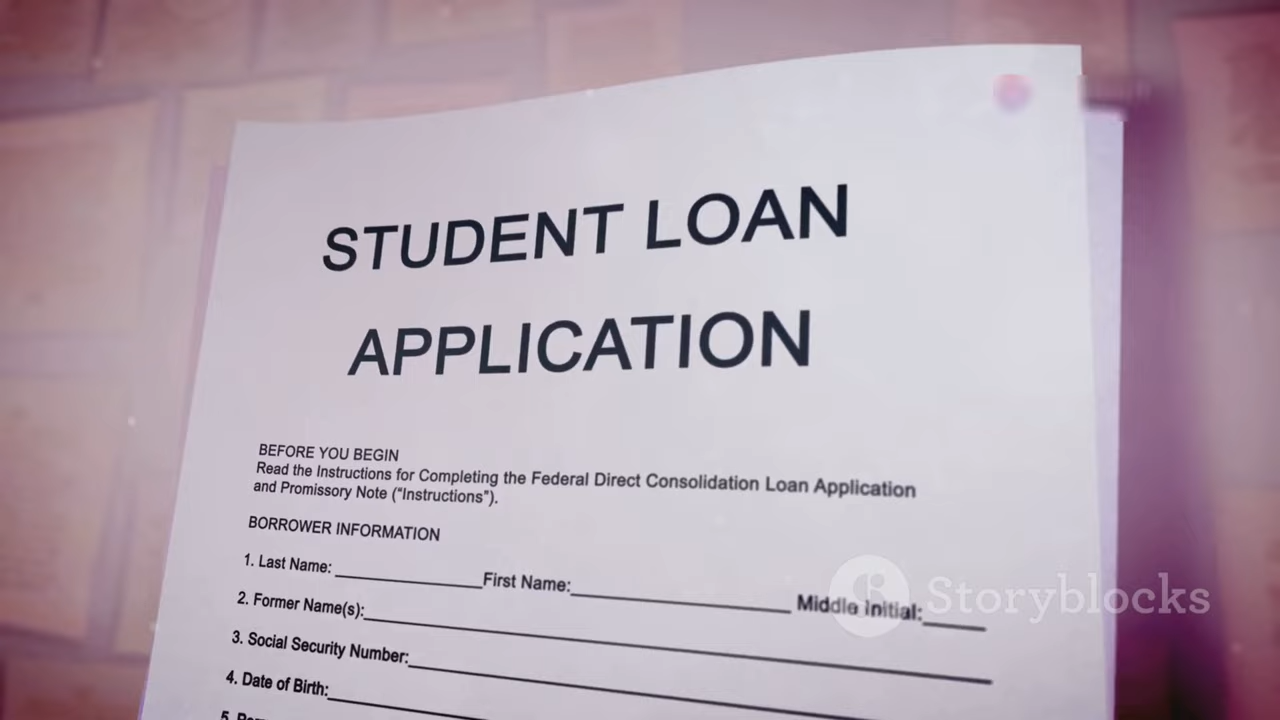 STUDENT LOAN
APPLICATION
BEFORE YOU BEGIN
Read the Instructions for Completing the Federal Direct Consolidation Loan Application
and Promissory Note (“Instructions”).
BORROWER INFORMATION
1. Last Name: First Name: Middle Initial:
2. Former Name(s):
3. Social Security Number:
4. Date of Birth:
5.
Storyblocks